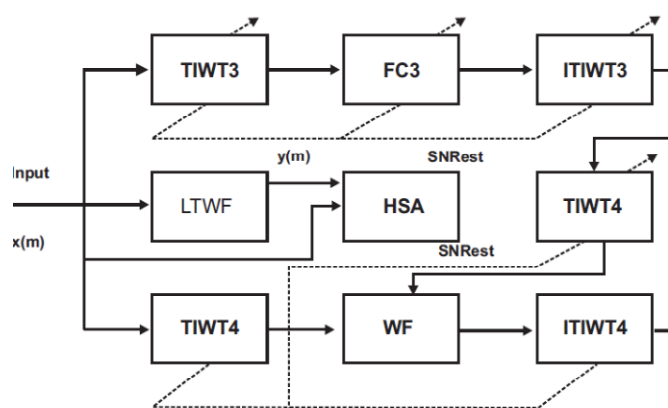 TIWT3 FC3 ITIWT3
y(m) SNRest
Input
LTWF HSA TIWT4
x(m)
SNRest
TIWT4 WF ITIWT4